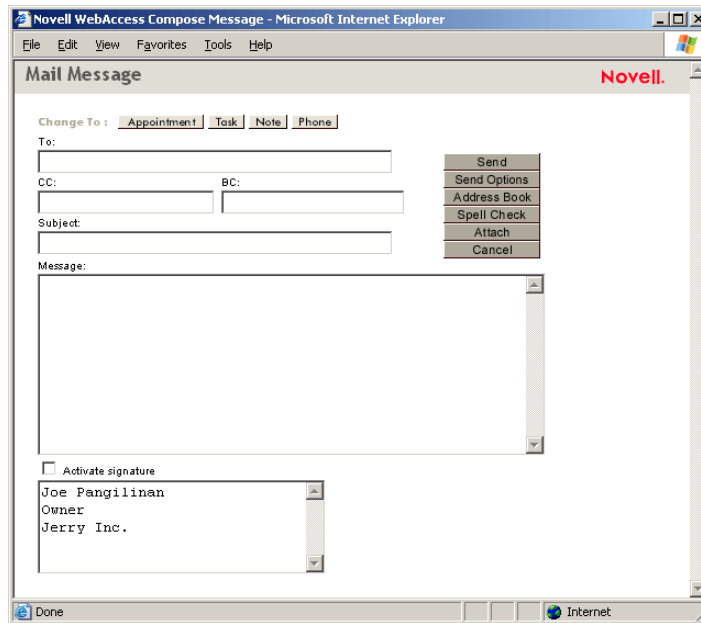 Novell WebAccess Compose Message - Microsoft Internet Explorer
File Edit View Favorites Tools Help
Mail Message
Novell.
Change To : Appointment Task Note Phone
To:
CC: BC:
Subject:
Send
Send Options
Address Book
Spell Check
Attach
Cancel
Message:
Activate signature
Joe Pangilinan
Owner
Jerry Inc.
Done Internet